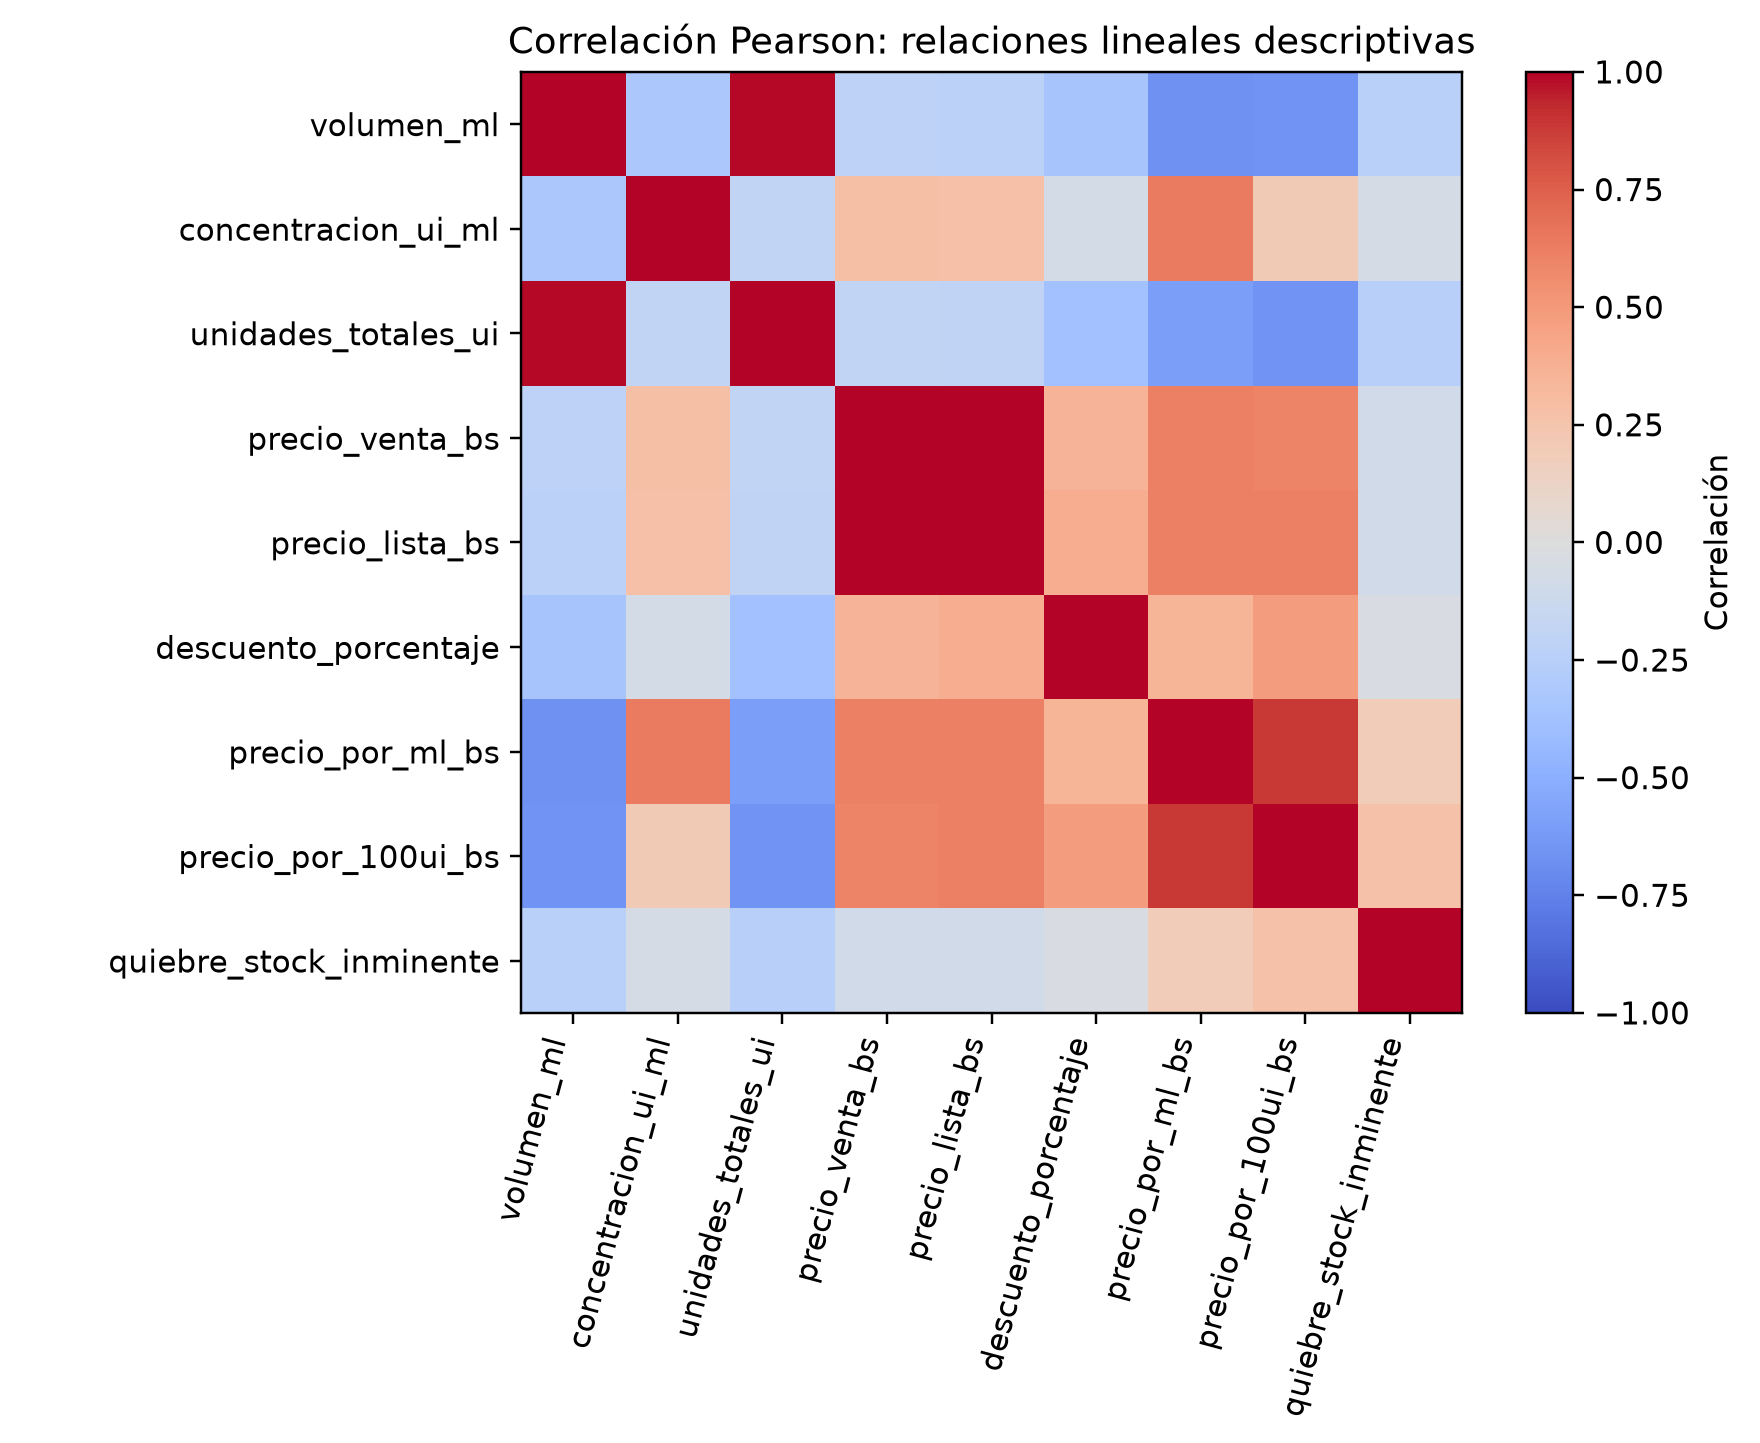 Correlación Pearson: relaciones lineales descriptivas
volumen_ml
concentracion_ui_ml
unidades_totales_ui
precio_venta_bs
precio_lista_bs
descuento_porcentaje
precio_por_ml_bs
precio_por_100ui_bs
quiebre_stock_inminente
volumen_ml
concentracion_ui_ml
unidades_totales_ui
precio_venta_bs
precio_lista_bs
descuento_porcentaje
precio_por_ml_bs
precio_por_100ui_bs
quiebre_stock_inminente
1.00
0.75
0.50
0.25
0.00
−0.25
−0.50
−0.75
−1.00
Correlación